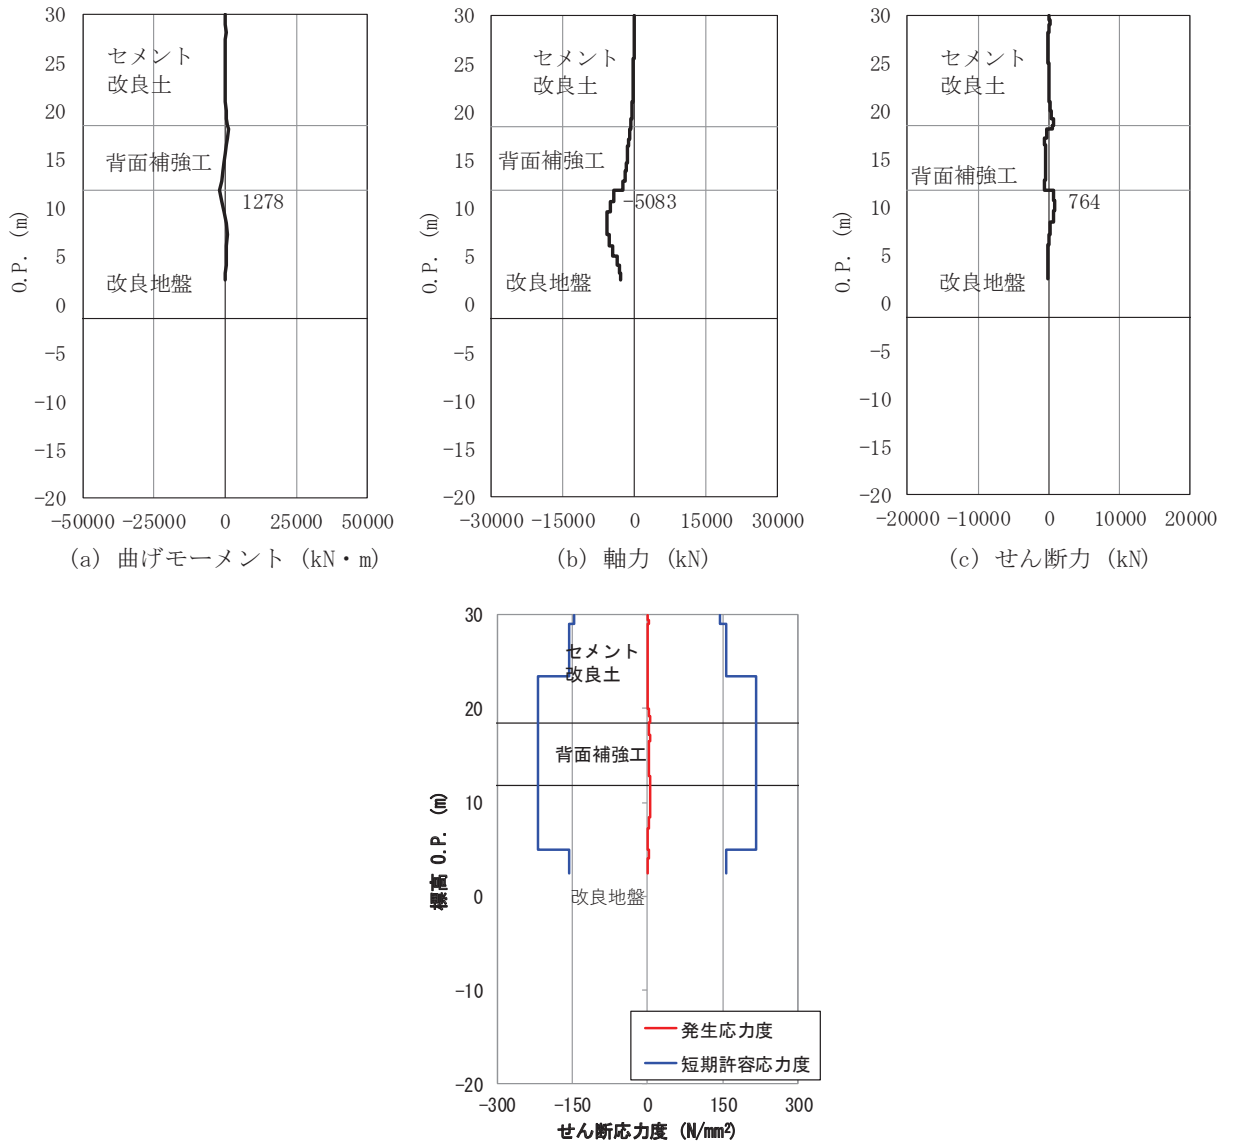 30
25
20
15
10
5
0
-5
-10
-15
-20
O.P. (m)
セメント
改良土
背面補強工
1278
改良地盤
-50000 -25000 0 25000 50000
(a) 曲げモーメント (kN・m)
30
25
20
15
10
5
0
-5
-10
-15
-20
O.P. (m)
セメント
改良土
背面補強工
-5083
改良地盤
-30000 -15000 0 15000 30000
(b) 軸力 (kN)
30
25
20
15
10
5
0
-5
-10
-15
-20
O.P. (m)
セメント
改良土
背面補強工
764
改良地盤
-20000 -10000 0 10000 20000
(c) せん断力 (kN)
30
20
10
0
-10
-20
標高 O.P. (m)
セメント
改良土
背面補強工
改良地盤
発生応力度
短期許容応力度
-300 -150 0 150 300
せん断応力度 (N/mm²)